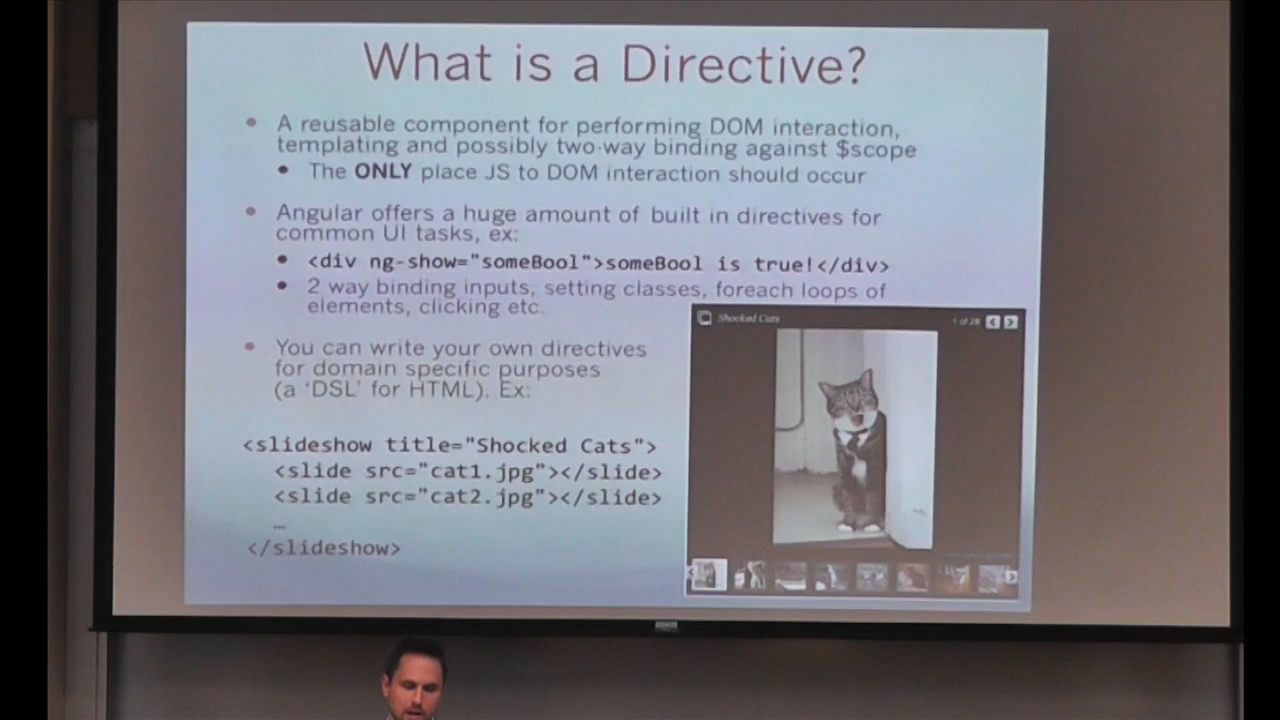 What is a Directive?
• A reusable component for performing DOM interaction,
templating and possibly two-way binding against $scope
• The ONLY place JS to DOM interaction should occur
• Angular offers a huge amount of built in directives for
common UI tasks, ex:
• <div ng-show="someBool">someBool is true!</div>
• 2 way binding inputs, setting classes, foreach loops of
elements, clicking etc.
• You can write your own directives
for domain specific purposes
(a ‘DSL’ for HTML). Ex:
<slideshow title="Shocked Cats">
<slide src="cat1.jpg"></slide>
<slide src="cat2.jpg"></slide>
…
</slideshow>
Shocked Cats
1 of 28